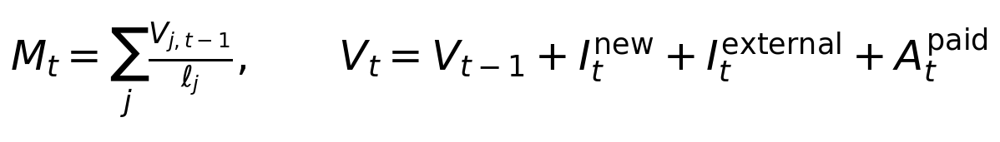 $M_t = \sum_j \frac{V_{j,t-1}}{\ell_j}, \qquad V_t = V_{t-1} + I_t^{\text{new}} + I_t^{\text{external}} + A_t^{\text{paid}}$